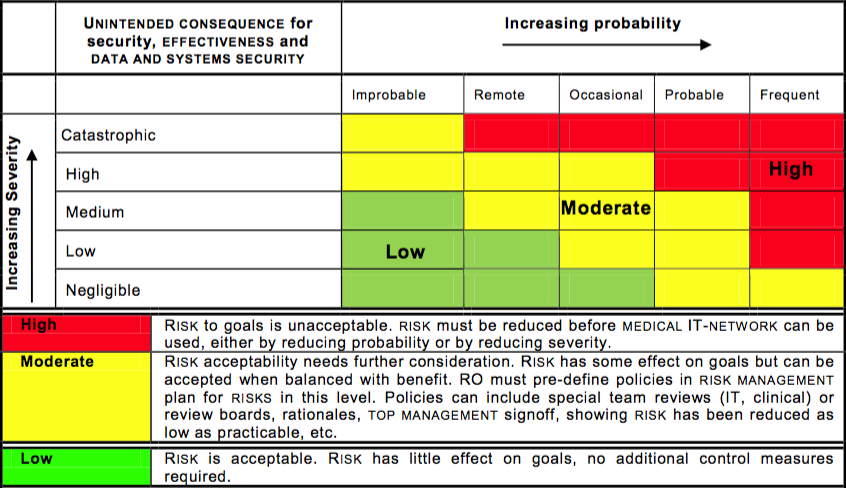 UNINTENDED CONSEQUENCE for
security, EFFECTIVENESS and
DATA AND SYSTEMS SECURITY
Increasing probability
Improbable Remote Occasional Probable Frequent
Increasing Severity
Catastrophic
High High
Medium Moderate
Low Low
Negligible
High RISK to goals is unacceptable. RISK must be reduced before MEDICAL IT-NETWORK can be
used, either by reducing probability or by reducing severity.
Moderate RISK acceptability needs further consideration. RISK has some effect on goals but can be
accepted when balanced with benefit. RO must pre-define policies in RISK MANAGEMENT
plan for RISKS in this level. Policies can include special team reviews (IT, clinical) or
review boards, rationales, TOP MANAGEMENT signoff, showing RISK has been reduced as
low as practicable, etc.
Low RISK is acceptable. RISK has little effect on goals, no additional control measures
required.